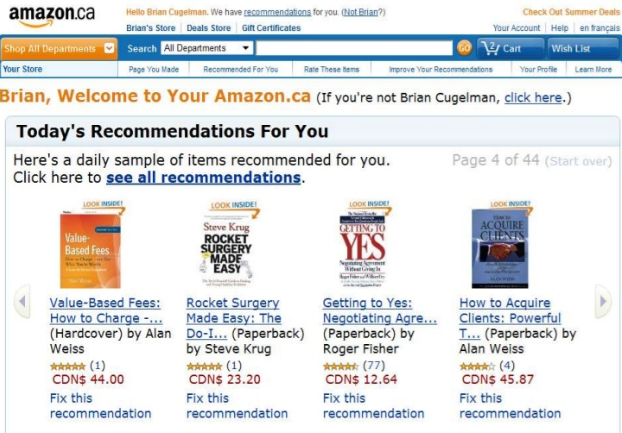 amazon.ca
Hello Brian Cugelman. We have recommendations for you. (Not Brian?)
Check Out Summer Deals
Brian's Store | Deals Store | Gift Certificates
Your Account | Help | en français
Shop All Departments
Search All Departments GO 2 Cart Wish List
Your Store Page You Made Recommended For You Rate These Items Improve Your Recommendations Your Profile Learn More
Brian, Welcome to Your Amazon.ca (If you're not Brian Cugelman, click here.)
Today's Recommendations For You
Here's a daily sample of items recommended for you.
Click here to see all recommendations.
Page 4 of 44 (Start over)
LOOK INSIDE!
Value-
Based Fees
LOOK INSIDE!
Steve Krug
ROCKET
SURGERY
MADE
EASY
LOOK INSIDE!
GETTING TO
YES
Negotiating Agreement
Without Giving In
LOOK INSIDE!
HOW TO
ACQUIRE
CLIENTS
Value-Based Fees:
How to Charge -...
(Hardcover) by Alan
Weiss
(1)
CDN$ 44.00
Fix this
recommendation
Rocket Surgery
Made Easy: The
Do-I... (Paperback)
by Steve Krug
(1)
CDN$ 23.20
Fix this
recommendation
Getting to Yes:
Negotiating Agre...
(Paperback) by
Roger Fisher
(77)
CDN$ 12.64
Fix this
recommendation
How to Acquire
Clients: Powerful
T... (Paperback) by
Alan Weiss
(4)
CDN$ 45.87
Fix this
recommendation